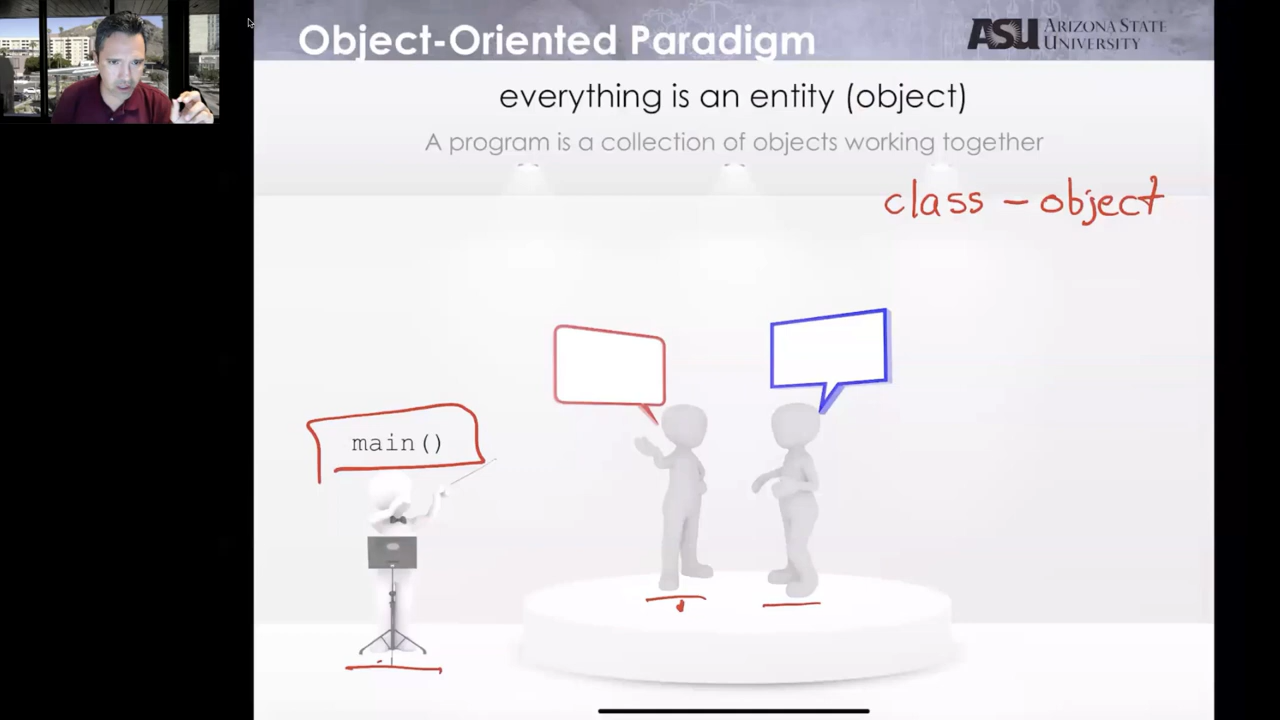 Object-Oriented Paradigm
ASU ARIZONA STATE
UNIVERSITY
everything is an entity (object)
A program is a collection of objects working together
class - object
main()